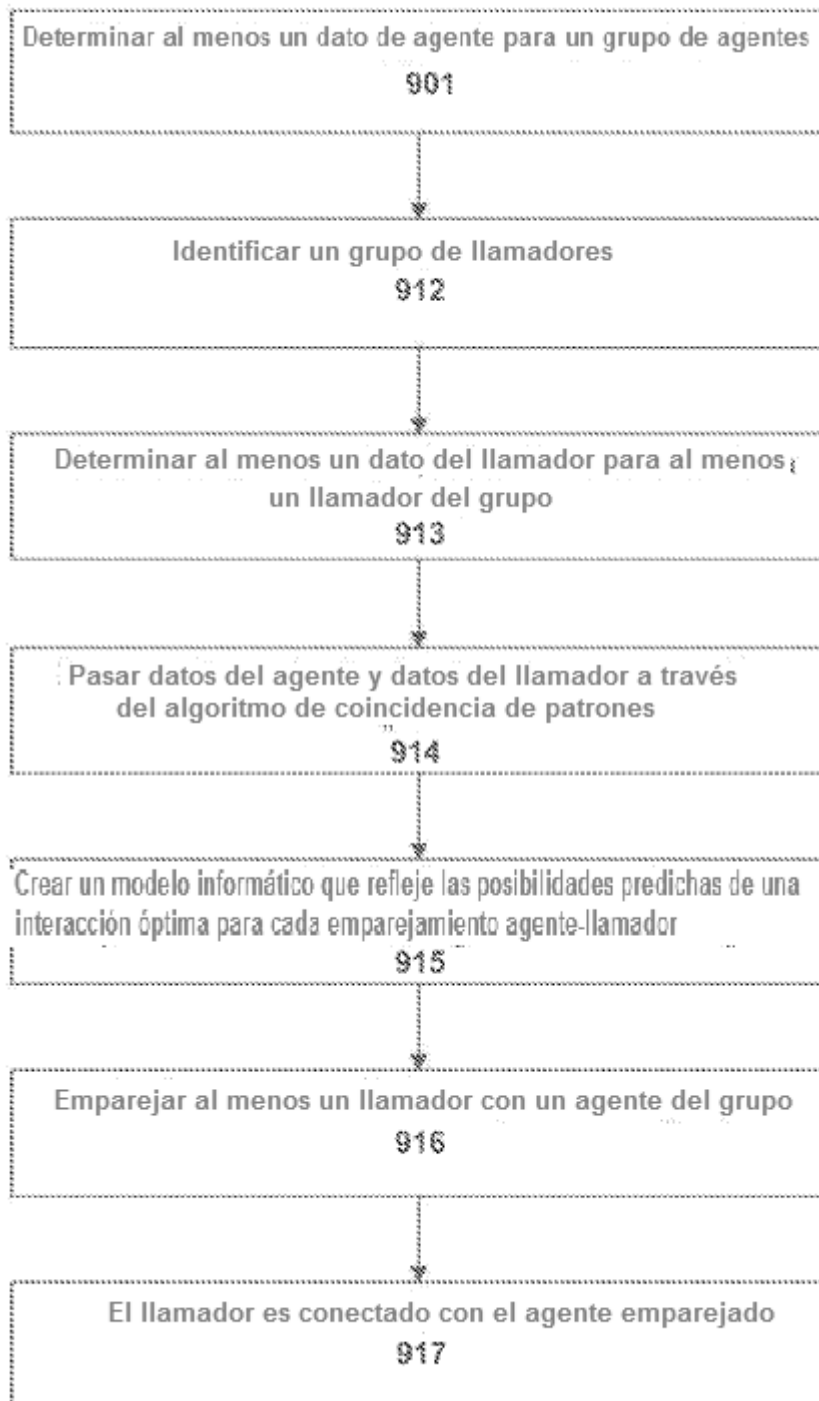 Determinar al menos un dato de agente para un grupo de agentes
901
Identificar un grupo de llamadores
912
Determinar al menos un dato del llamador para al menos
un llamador del grupo
913
Pasar datos del agente y datos del llamador a través
del algoritmo de coincidencia de patrones
914
Crear un modelo informático que refleje las posibilidades predichas de una
interacción óptima para cada emparejamiento agente-llamador
915
Emparejar al menos un llamador con un agente del grupo
916
El llamador es conectado con el agente emparejado
917